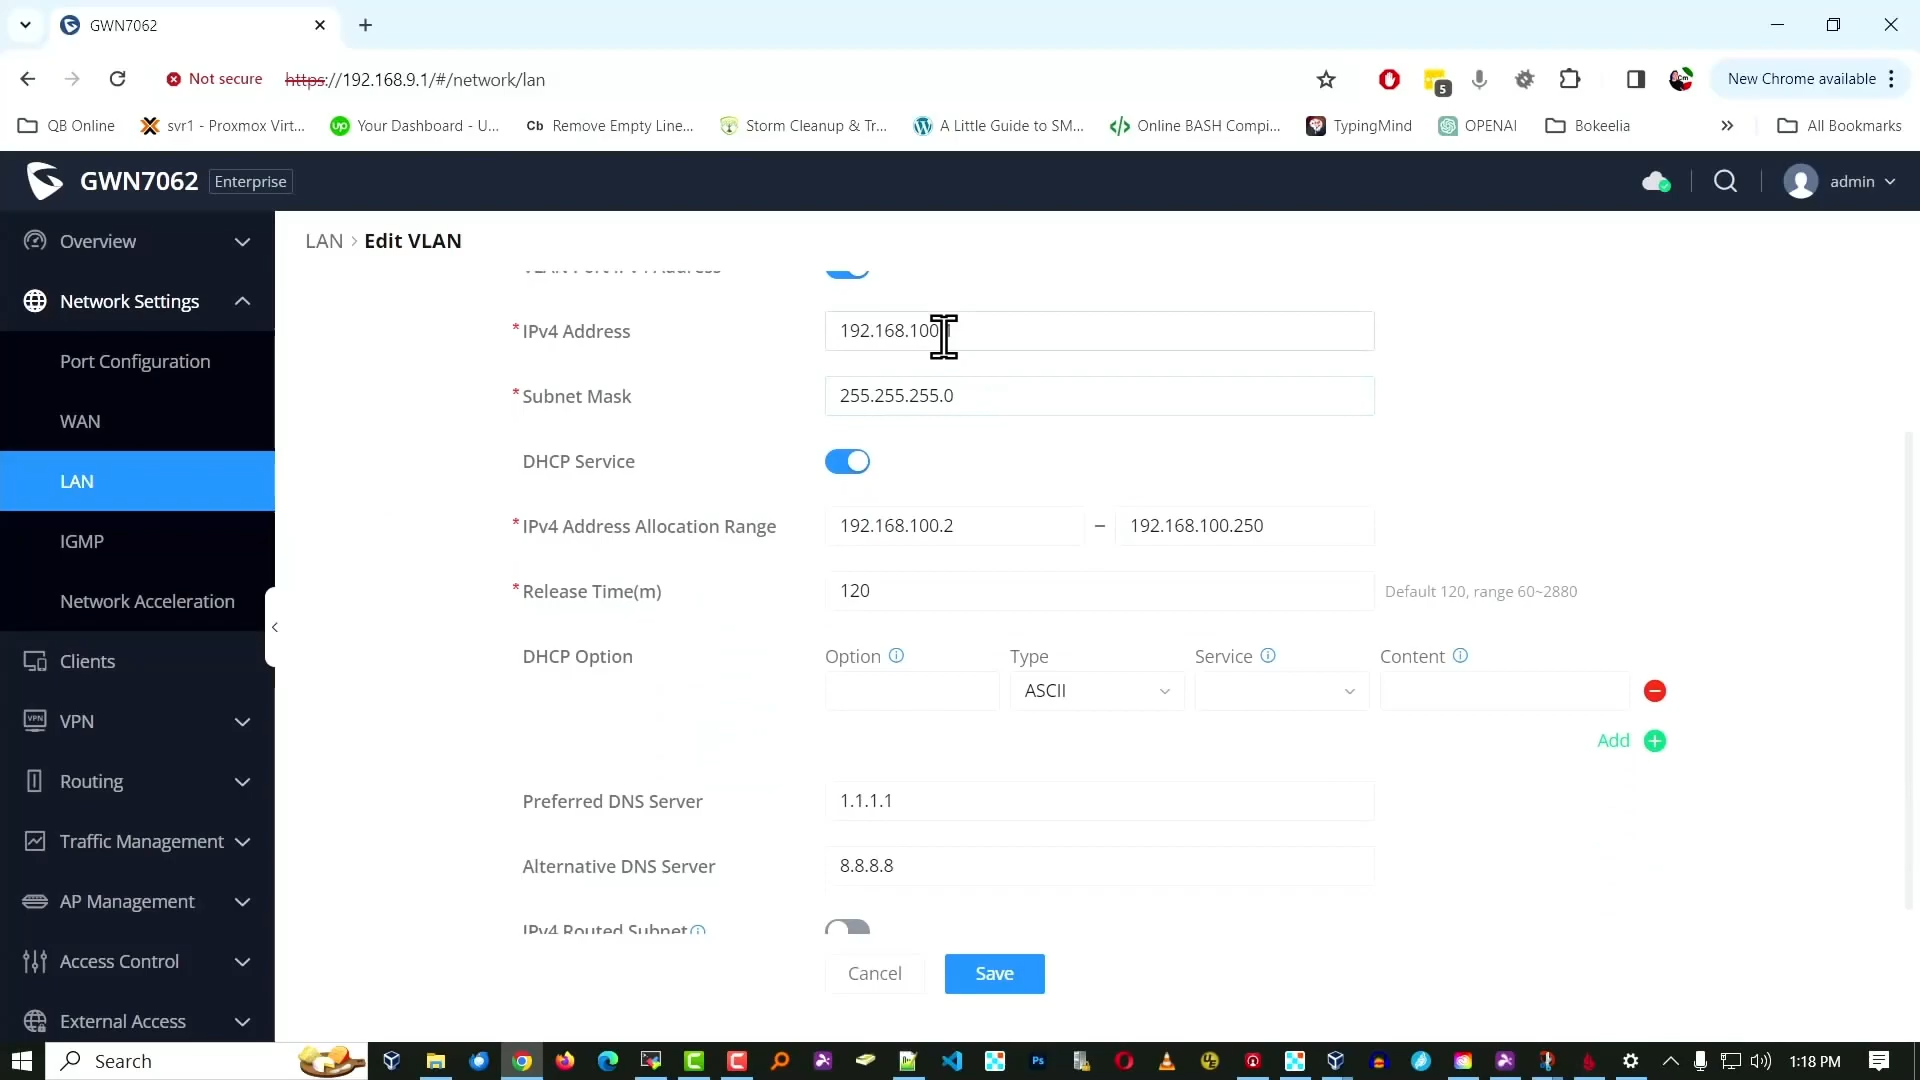 GWN7062
Not secure https://192.168.9.1/#/network/lan
5
New Chrome available
QB Online
svr1 - Proxmox Virt...
Your Dashboard - U...
Remove Empty Line...
Storm Cleanup & Tr...
A Little Guide to SM...
Online BASH Compi...
TypingMind
OPENAI
Bokeelia
All Bookmarks
GWN7062 Enterprise
admin
Overview
Network Settings
Port Configuration
WAN
LAN
IGMP
Network Acceleration
Clients
VPN
Routing
Traffic Management
AP Management
Access Control
External Access
LAN > Edit VLAN
VLAN Port IPv4 Address
*IPv4 Address 192.168.100.1
*Subnet Mask 255.255.255.0
DHCP Service
*IPv4 Address Allocation Range 192.168.100.2 – 192.168.100.250
*Release Time(m) 120 Default 120, range 60~2880
DHCP Option Option Type Service Content
ASCII
Add
Preferred DNS Server 1.1.1.1
Alternative DNS Server 8.8.8.8
IPv4 Routed Subnet
Cancel Save
Search
1:18 PM